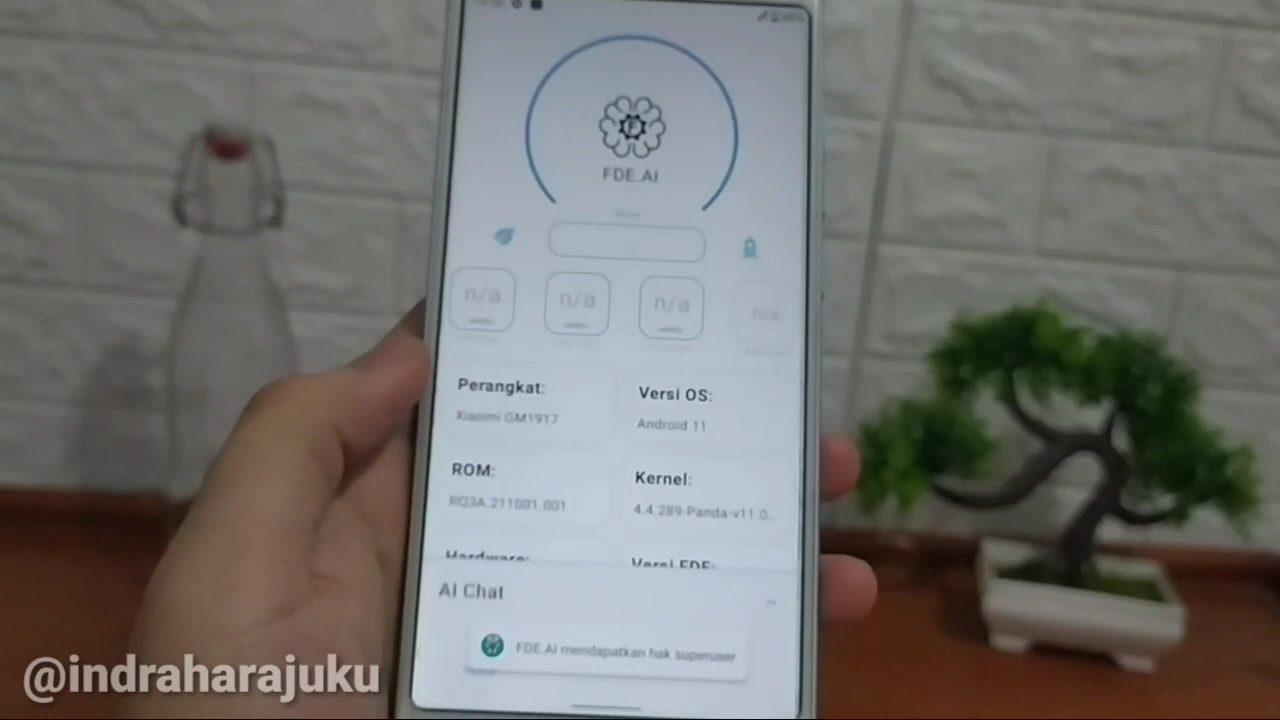 FDE.AI
n/a
n/a
n/a
n/a
Perangkat:
Xiaomi GM1917
Versi OS:
Android 11
ROM:
RQ3A.211001.001
Kernel:
4.4.289-Panda-v11.0..
Hardware:
Versi FDE:
AI Chat
FDE.AI mendapatkan hak superuser
@indraharajuku